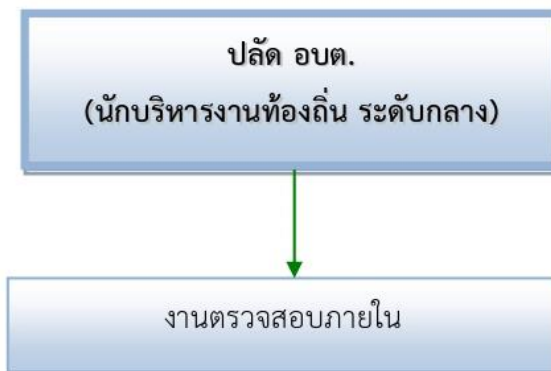 ปลัด อบต.
(นักบริหารงานท้องถิ่น ระดับกลาง)
งานตรวจสอบภายใน